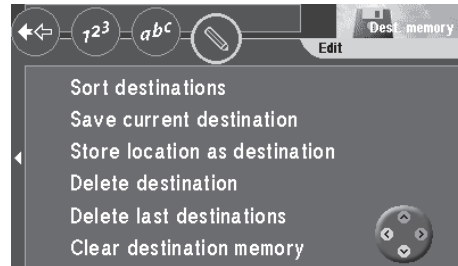 1 2 3
abc
Dest. memory
Edit
Sort destinations
Save current destination
Store location as destination
Delete destination
Delete last destinations
Clear destination memory